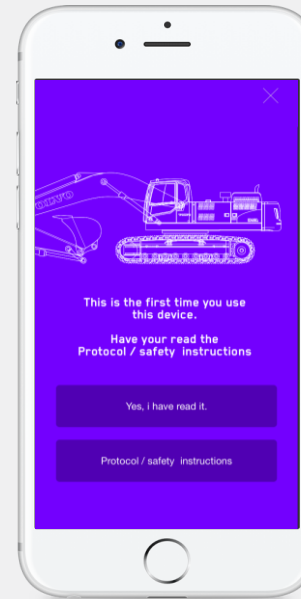 VOLVO
This is the first time you use
this device.
Have your read the
Protocol / safety instructions
Yes, i have read it.
Protocol / safety instructions